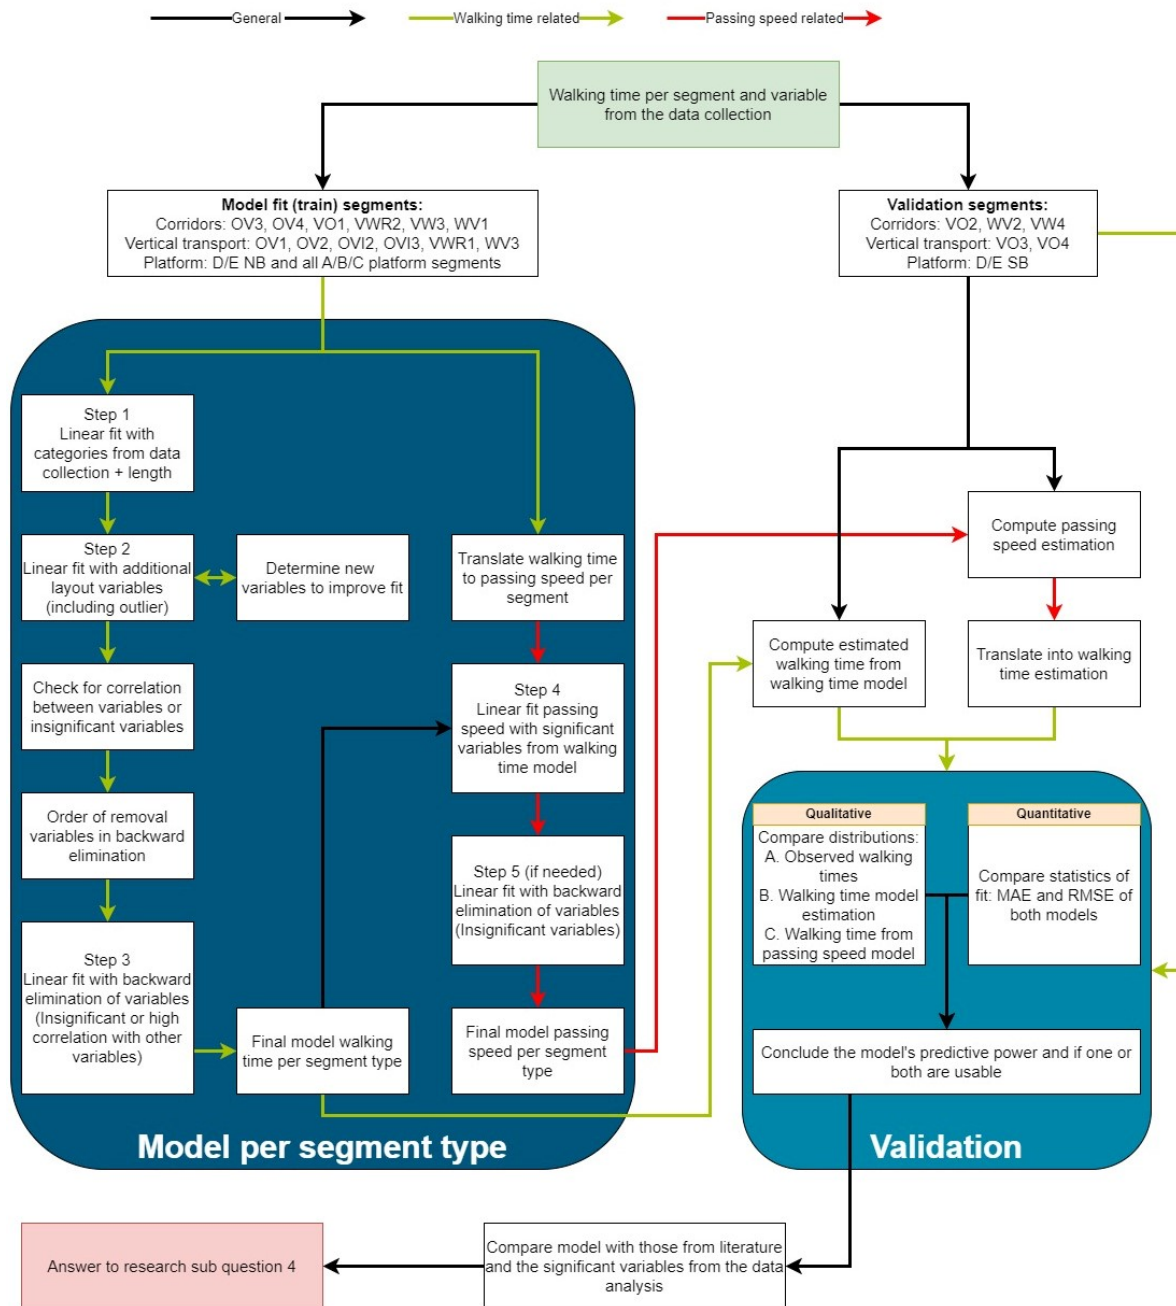 General
Walking time related
Passing speed related
Walking time per segment and variable
from the data collection
Model fit (train) segments:
Corridors: OV3, OV4, VO1, VWR2, VW3, WV1
Vertical transport: OV1, OV2, OVI2, OVI3, VWR1, WV3
Platform: D/E NB and all A/B/C platform segments
Validation segments:
Corridors: VO2, WV2, VW4
Vertical transport: VO3, VO4
Platform: D/E SB
Step 1
Linear fit with
categories from data
collection + length
Step 2
Linear fit with additional
layout variables
(including outlier)
Determine new
variables to improve fit
Check for correlation
between variables or
insignificant variables
Order of removal
variables in backward
elimination
Step 3
Linear fit with backward
elimination of variables
(Insignificant or high
correlation with other
variables)
Final model walking
time per segment type
Translate walking time
to passing speed per
segment
Step 4
Linear fit passing
speed with significant
variables from walking
time model
Step 5 (if needed)
Linear fit with backward
elimination of variables
(Insignificant variables)
Final model passing
speed per segment
type
Model per segment type
Compute passing
speed estimation
Compute estimated
walking time from
walking time model
Translate into walking
time estimation
Qualitative
Compare distributions:
A. Observed walking
times
B. Walking time model
estimation
C. Walking time from
passing speed model
Quantitative
Compare statistics of
fit: MAE and RMSE of
both models
Conclude the model's predictive power and if one or
both are usable
Validation
Compare model with those from literature
and the significant variables from the data
analysis
Answer to research sub question 4